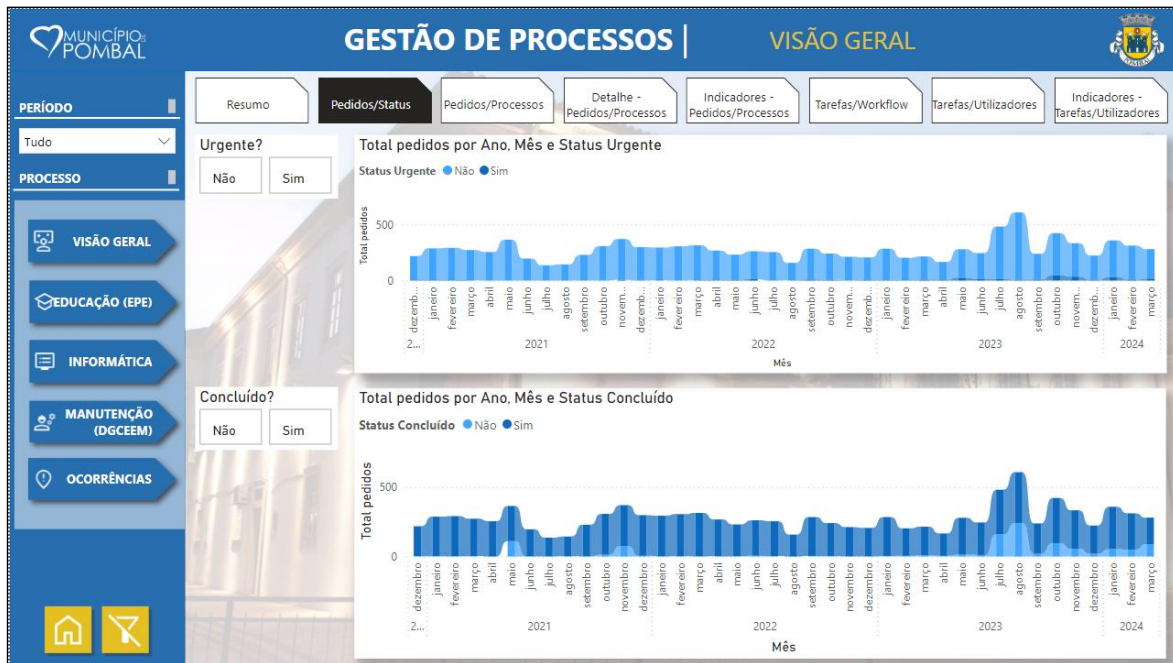 MUNICÍPIO DE
POMBAL
GESTÃO DE PROCESSOS | VISÃO GERAL
POMBAL
PERÍODO
Tudo
PROCESSO
VISÃO GERAL
EDUCAÇÃO (EPE)
INFORMÁTICA
MANUTENÇÃO
(DGCEEM)
OCORRÊNCIAS
Resumo
Pedidos/Status
Pedidos/Processos
Detalhe -
Pedidos/Processos
Indicadores -
Pedidos/Processos
Tarefas/Workflow
Tarefas/Utilizadores
Indicadores -
Tarefas/Utilizadores
Urgente?
Não Sim
Total pedidos por Ano, Mês e Status Urgente
Status Urgente Não Sim
Total pedidos
500
0
dezemb... janeiro fevereiro março abril maio junho julho agosto setembro outubro novem... dezemb... janeiro fevereiro março abril maio junho julho agosto setembro outubro novem... dezemb... janeiro fevereiro março abril maio junho julho agosto setembro outubro novem... dezemb... janeiro fevereiro março
2... 2021 2022 2023 2024
Mês
Concluído?
Não Sim
Total pedidos por Ano, Mês e Status Concluído
Status Concluído Não Sim
Total pedidos
500
0
dezembro janeiro fevereiro março abril maio junho julho agosto setembro outubro novembro dezembro janeiro fevereiro março abril maio junho julho agosto setembro outubro novembro dezembro janeiro fevereiro março abril maio junho julho agosto setembro outubro novembro dezembro janeiro fevereiro março
2... 2021 2022 2023 2024
Mês